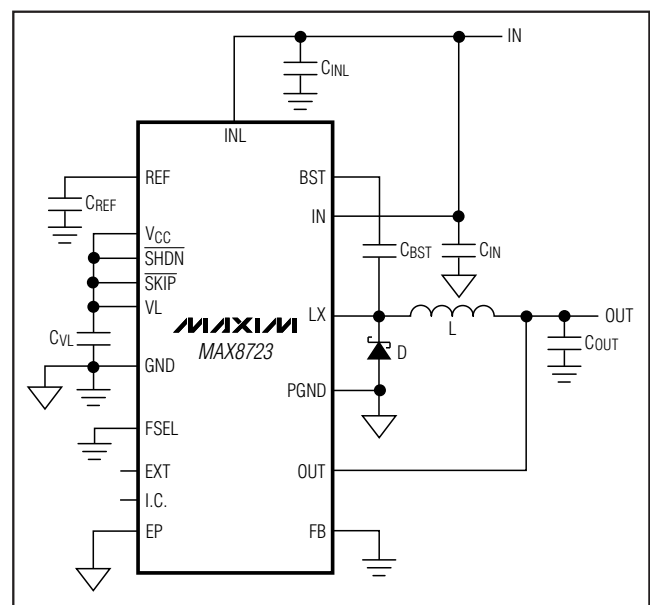 IN
CINL
INL
REF
BST
CREF
IN
VCC
SHDN
CBST
CIN
SKIP
VL
LX
OUT
MAXIM
L
CVL
MAX8723
D
COUT
GND
PGND
FSEL
EXT
OUT
I.C.
EP
FB